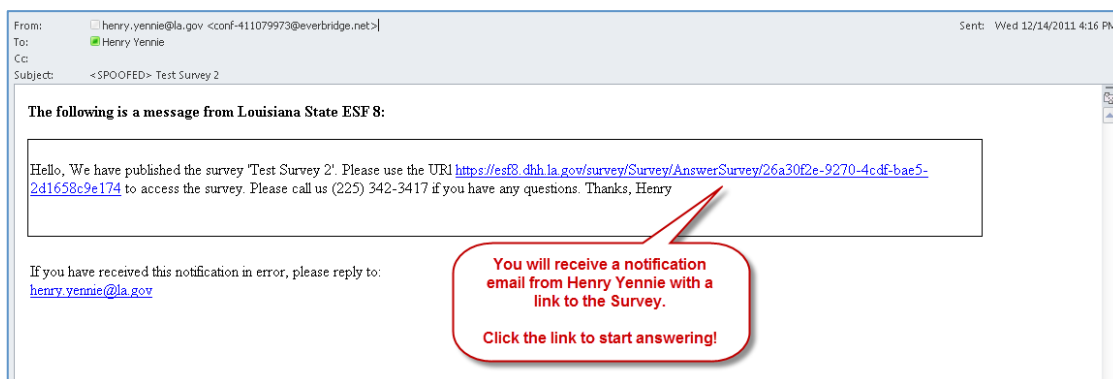 From: henry.yennie@la.gov <conf-411079973@everbridge.net> Sent: Wed 12/14/2011 4:16 PM
To: Henry Yennie
Cc:
Subject: <SPOOFED> Test Survey 2
The following is a message from Louisiana State ESF 8:
Hello, We have published the survey 'Test Survey 2'. Please use the URl https://esf8.dhh.la.gov/survey/Survey/AnswerSurvey/26a30f2e-9270-4cdf-bae5-
2d1658c9e174 to access the survey. Please call us (225) 342-3417 if you have any questions. Thanks, Henry
If you have received this notification in error, please reply to:
henry.yennie@la.gov
You will receive a notification
email from Henry Yennie with a
link to the Survey.
Click the link to start answering!